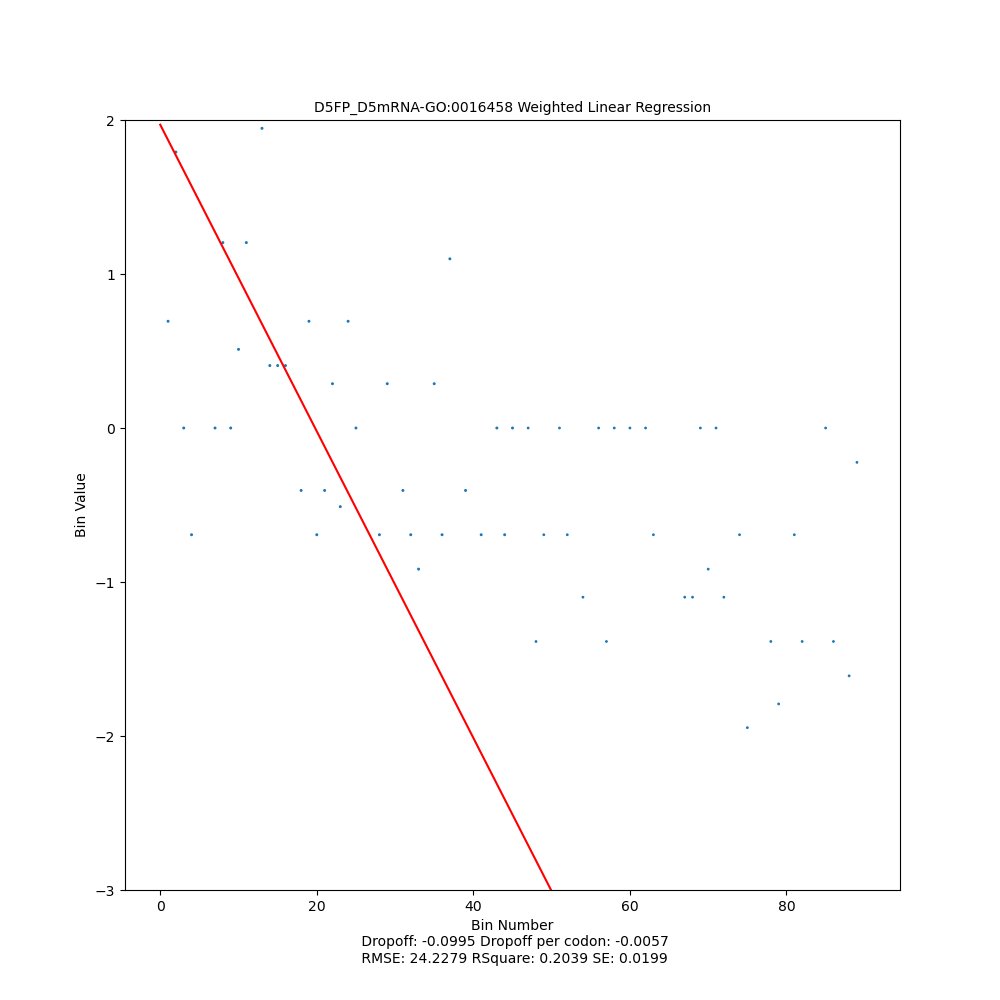 D5FP_D5mRNA-GO:0016458 Weighted Linear Regression
2
1
0
−1
−2
−3
Bin Value
0 20 40 60 80
Bin Number
Dropoff: -0.0995 Dropoff per codon: -0.0057
RMSE: 24.2279 RSquare: 0.2039 SE: 0.0199